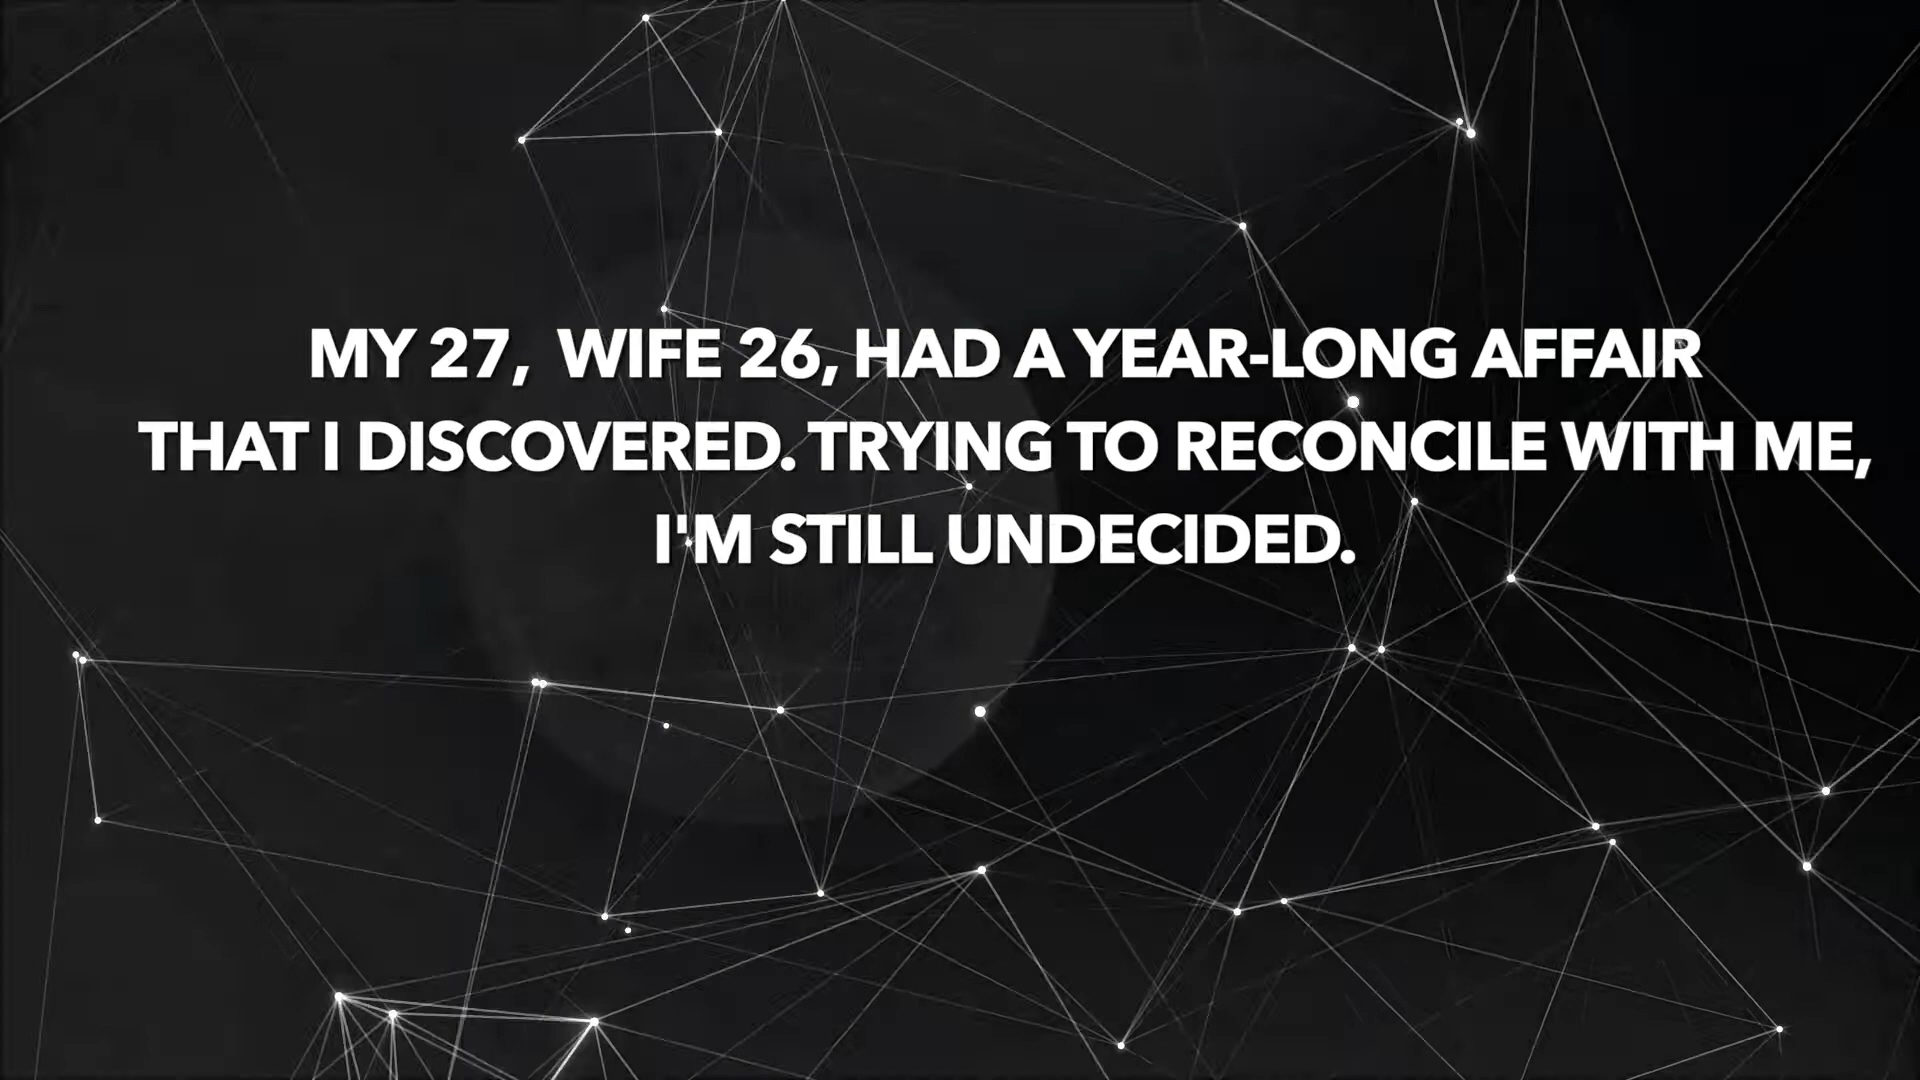 MY 27, WIFE 26, HAD A YEAR-LONG AFFAIR
THAT I DISCOVERED. TRYING TO RECONCILE WITH ME,
I'M STILL UNDECIDED.